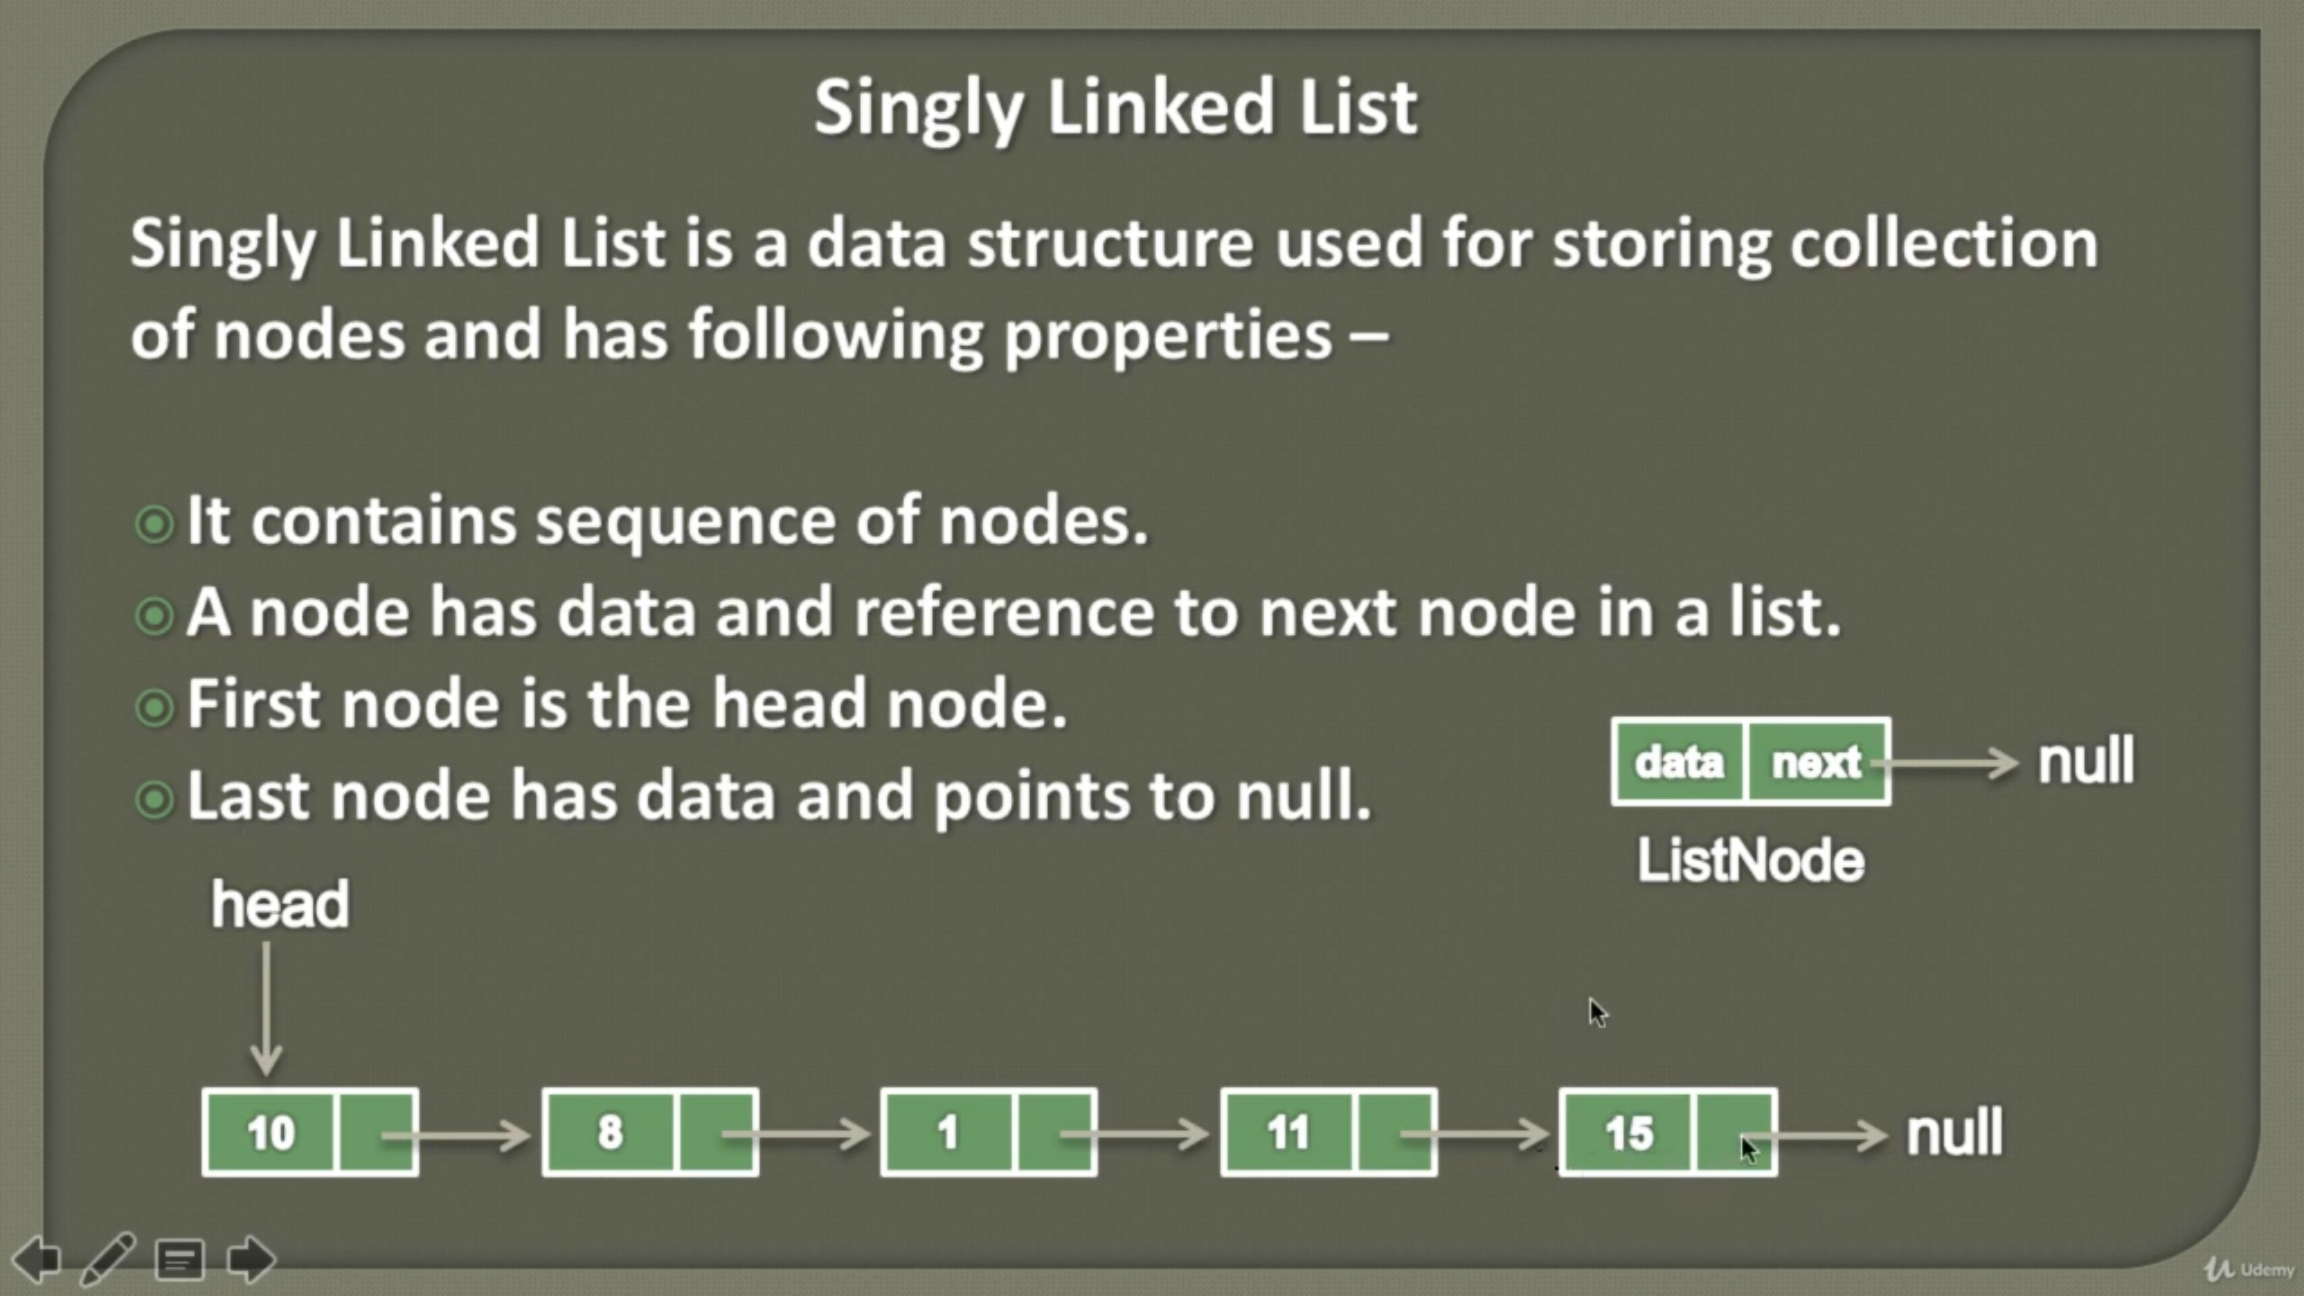 Singly Linked List
Singly Linked List is a data structure used for storing collection
of nodes and has following properties –
It contains sequence of nodes.
A node has data and reference to next node in a list.
First node is the head node.
Last node has data and points to null.
data next null
ListNode
head
10 8 1 11 15 null
Udemy